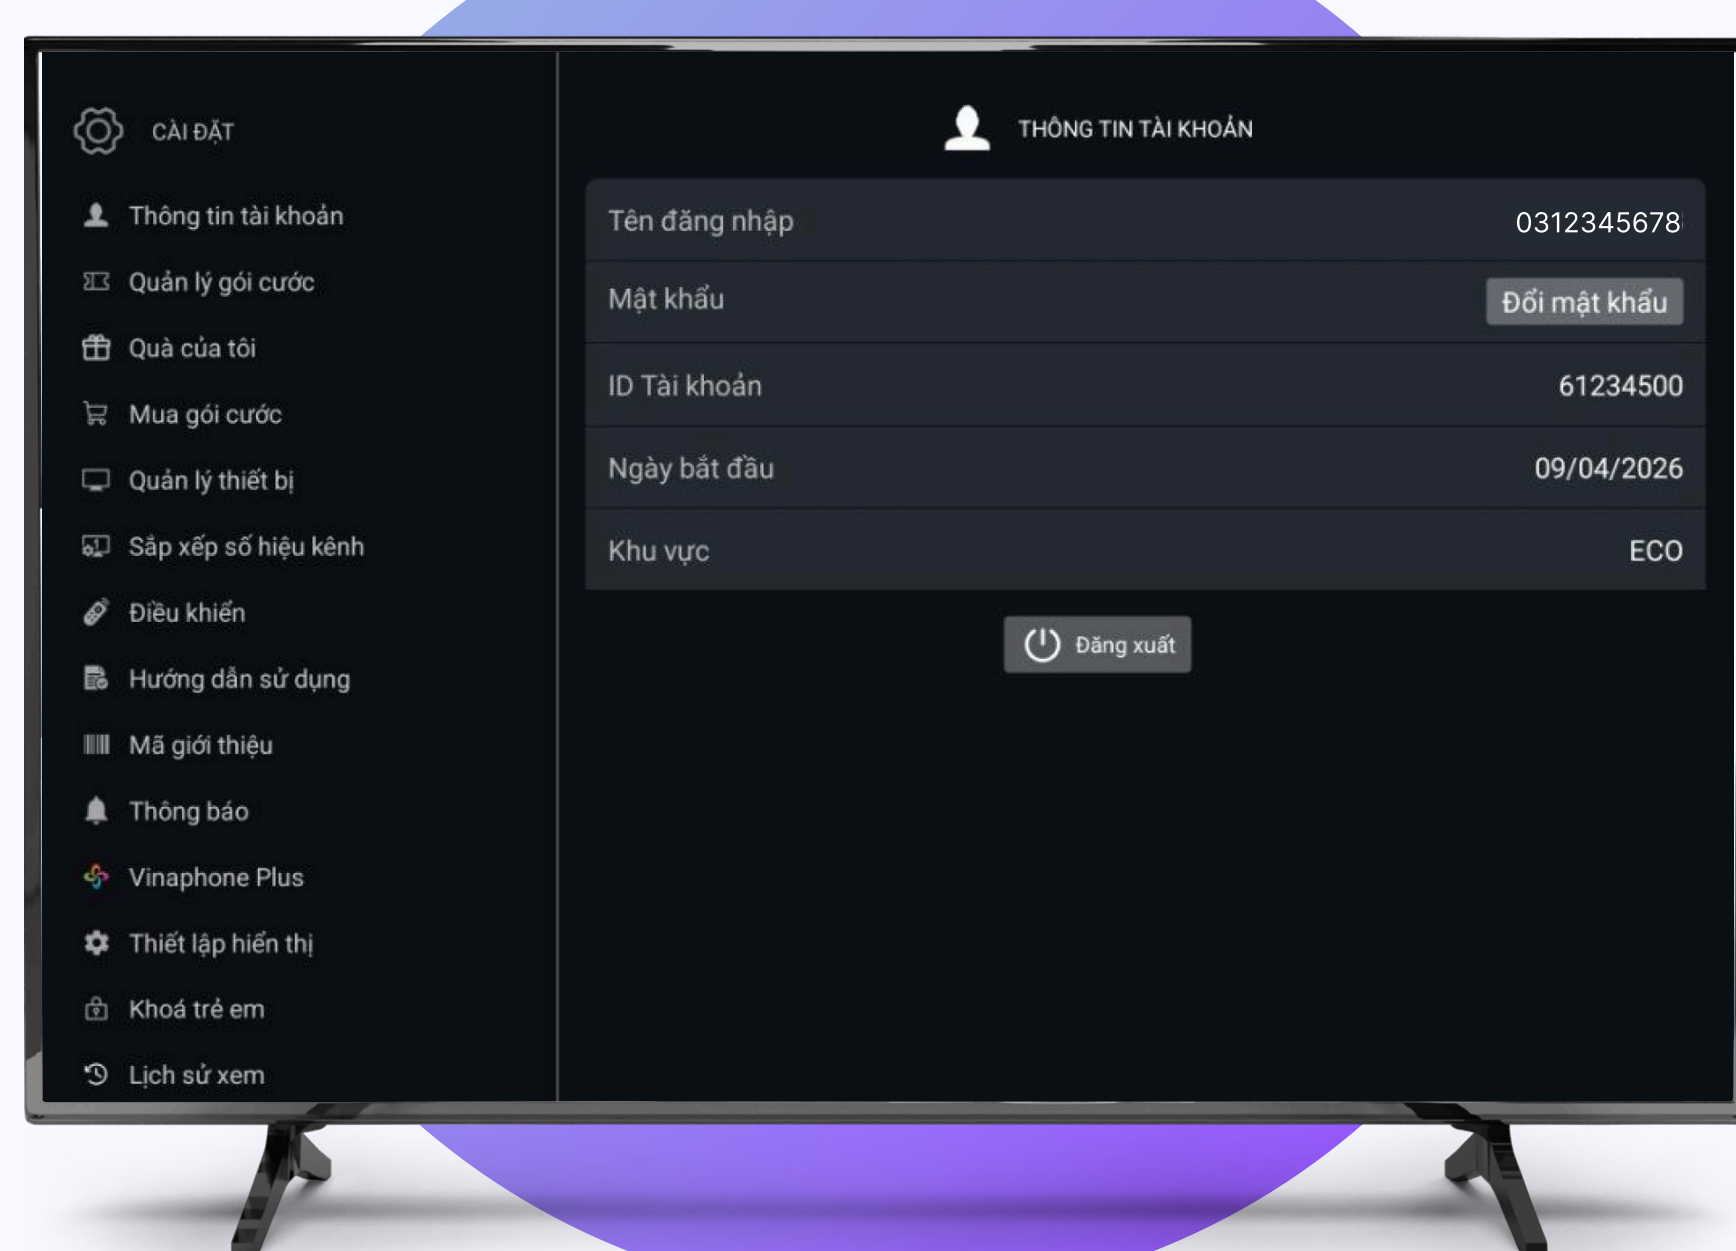 CÀI ĐẶT
Thông tin tài khoản
Quản lý gói cước
Quà của tôi
Mua gói cước
Quản lý thiết bị
Sắp xếp số hiệu kênh
Điều khiển
Hướng dẫn sử dụng
Mã giới thiệu
Thông báo
Vinaphone Plus
Thiết lập hiển thị
Khoá trẻ em
Lịch sử xem
THÔNG TIN TÀI KHOẢN
Tên đăng nhập 0312345678
Mật khẩu Đổi mật khẩu
ID Tài khoản 61234500
Ngày bắt đầu 09/04/2026
Khu vực ECO
Đăng xuất